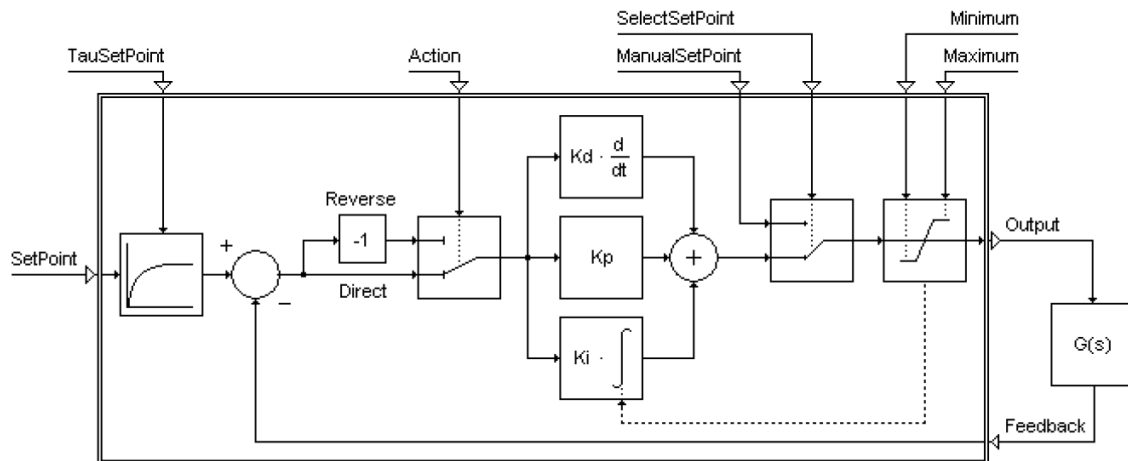 SelectSetPoint
Minimum
TauSetPoint
Action
ManualSetPoint
Maximum
Kd · d/dt
Reverse
-1
SetPoint
+
−
Direct
Kp
+
Output
Ki · ∫
G(s)
Feedback